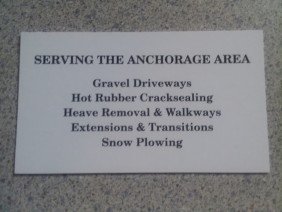 SERVING THE ANCHORAGE AREA
Gravel Driveways
Hot Rubber Cracksealing
Heave Removal & Walkways
Extensions & Transitions
Snow Plowing